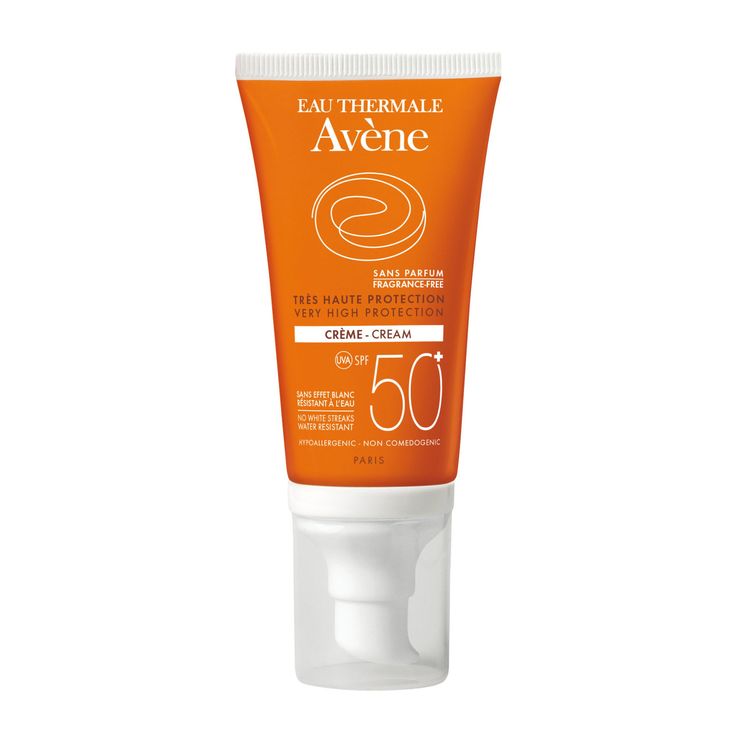 EAU THERMALE
Avène
SANS PARFUM
FRAGRANCE-FREE
TRÈS HAUTE PROTECTION
VERY HIGH PROTECTION
CRÈME - CREAM
UVA SPF 50+
SANS EFFET BLANC
RÉSISTANT À L'EAU
NO WHITE STREAKS
WATER RESISTANT
HYPOALLERGENIC - NON COMEDOGENIC
PARIS